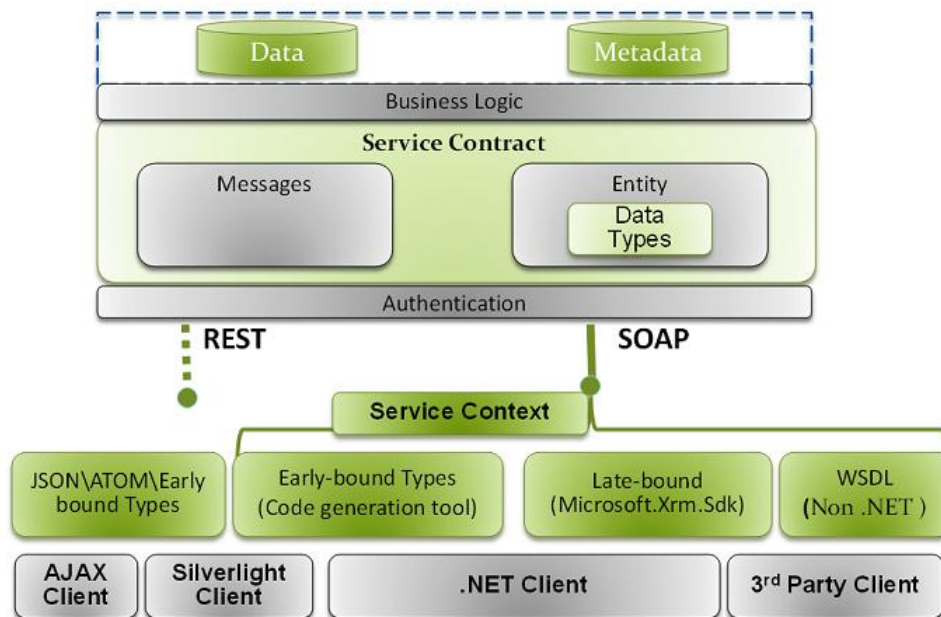 Data
Metadata
Business Logic
Service Contract
Messages
Entity
Data
Types
Authentication
REST
SOAP
Service Context
JSON\ATOM\Early
bound Types
Early-bound Types
(Code generation tool)
Late-bound
(Microsoft.Xrm.Sdk)
WSDL
(Non .NET )
AJAX
Client
Silverlight
Client
.NET Client
3rd Party Client